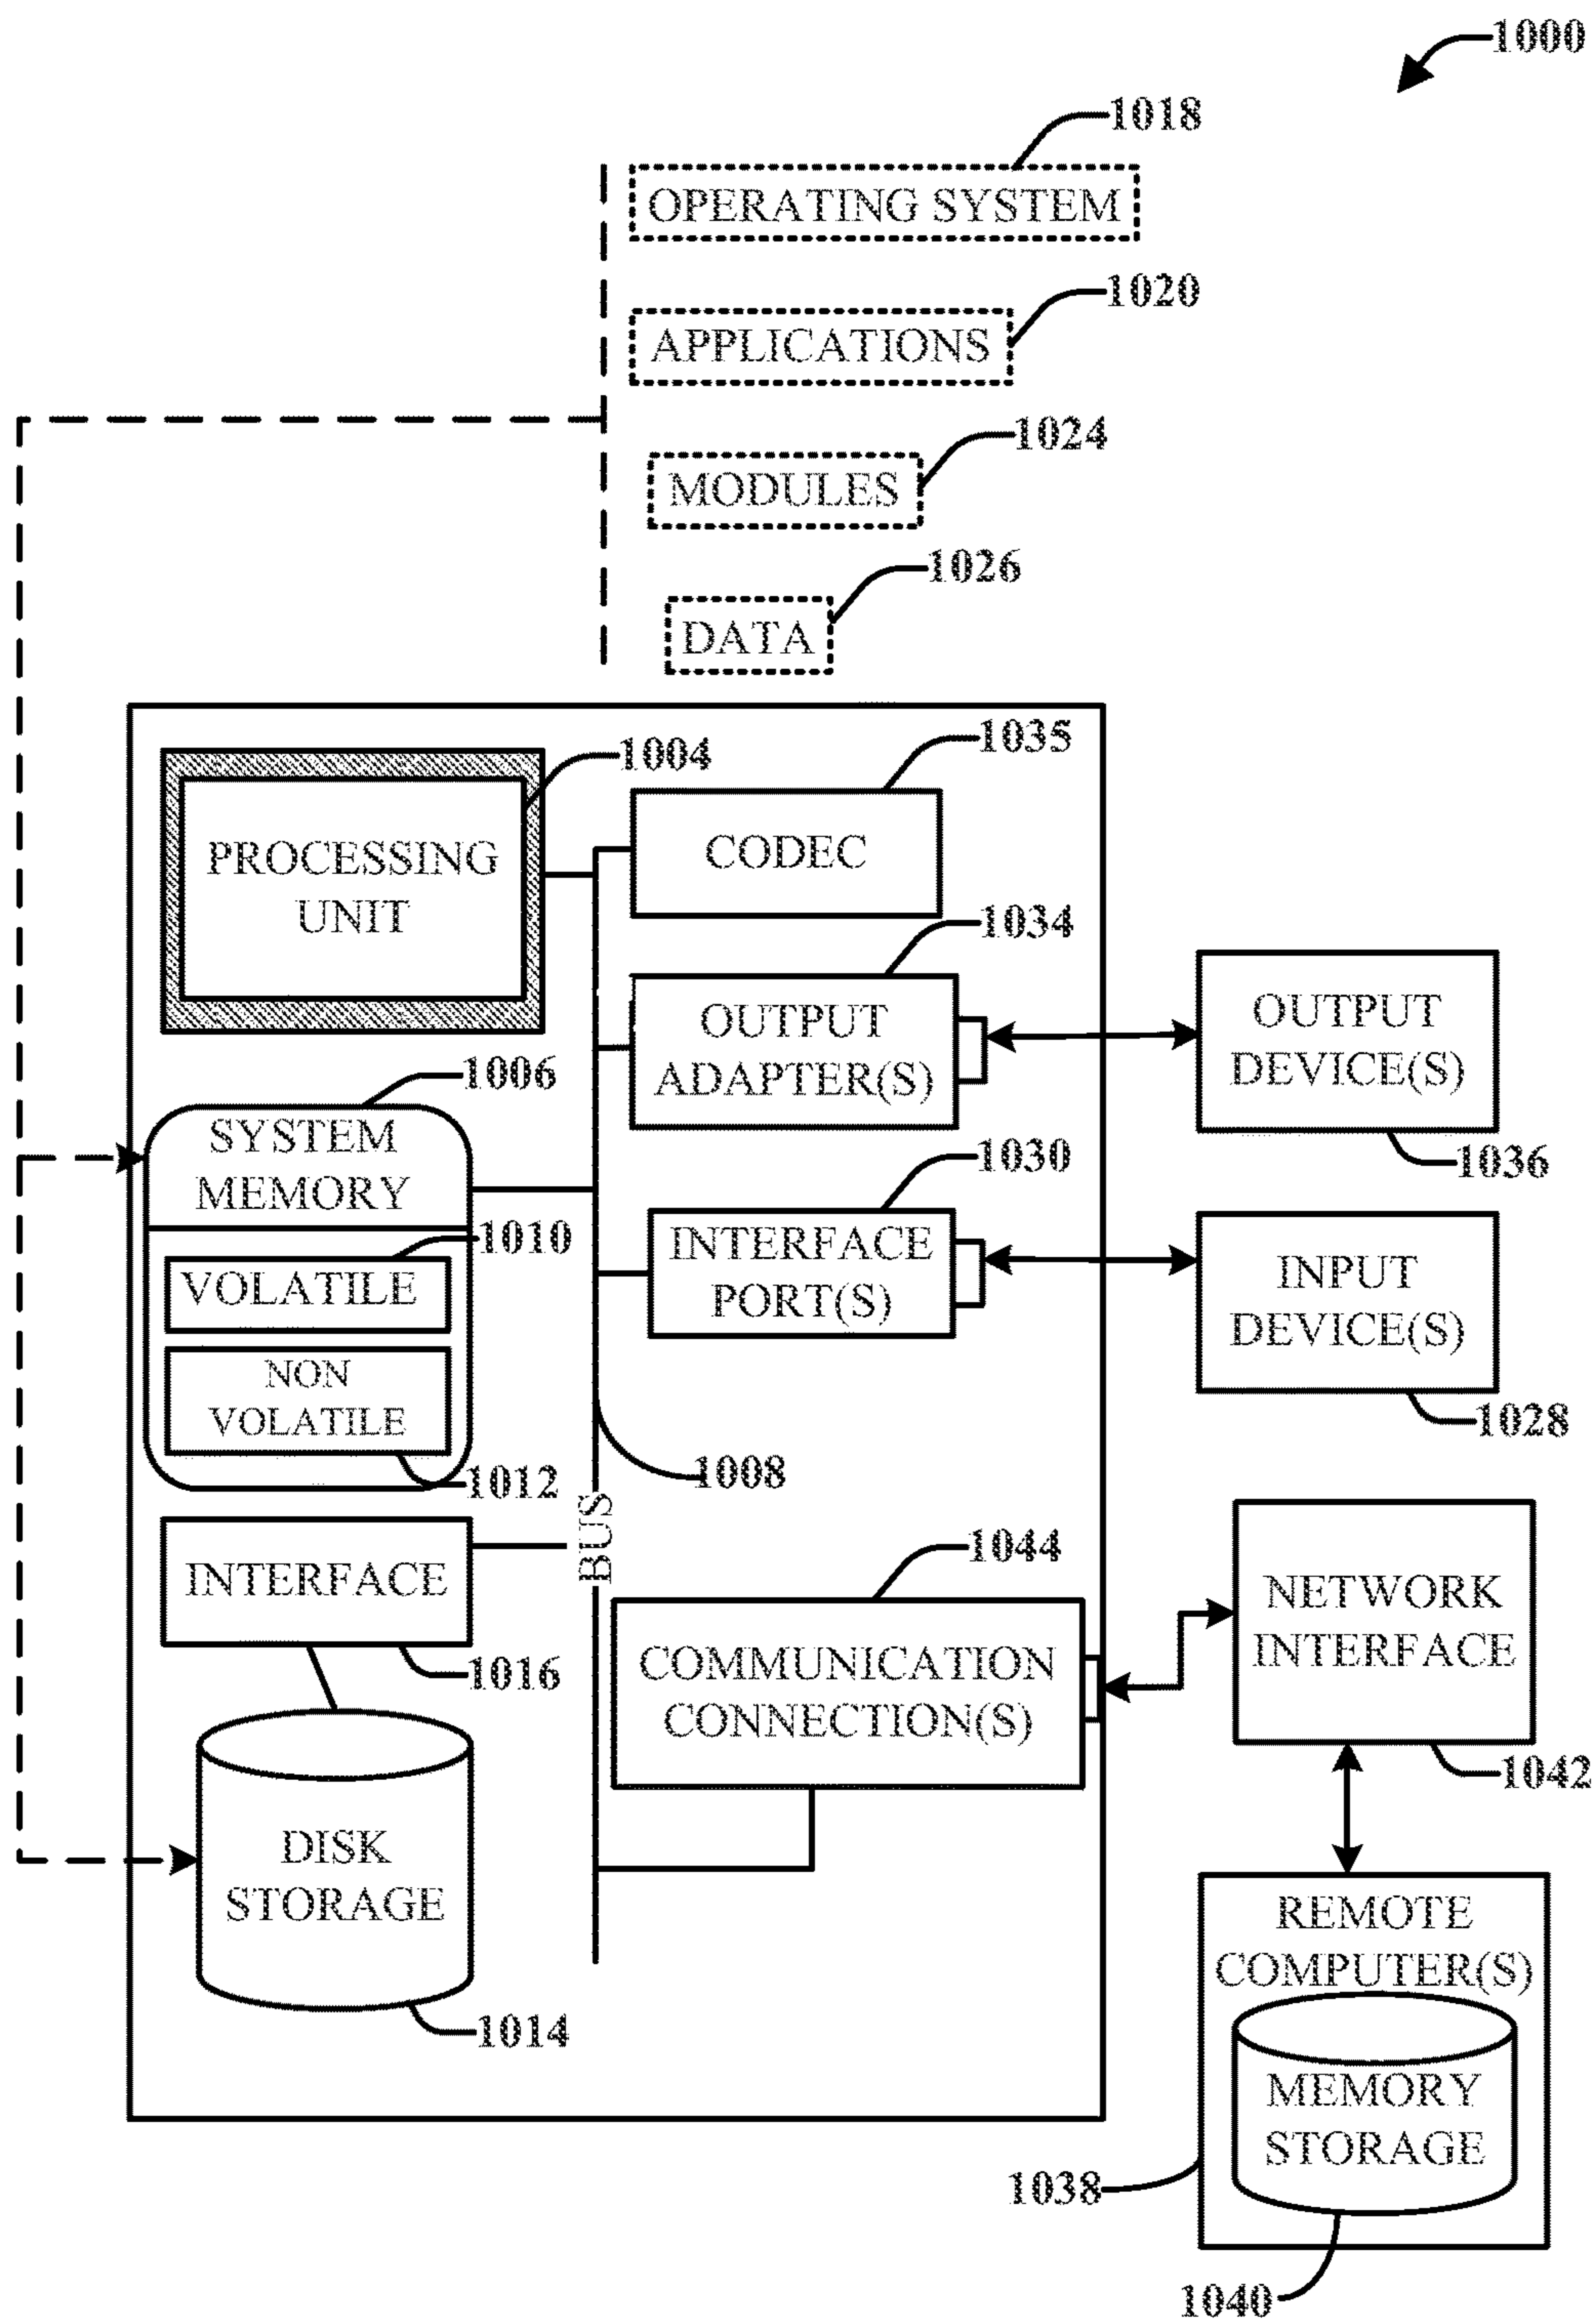 1000
1018
OPERATING SYSTEM
1020
APPLICATIONS
1024
MODULES
1026
DATA
1004
PROCESSING
UNIT
1035
CODEC
1034
OUTPUT
ADAPTER(S)
OUTPUT
DEVICE(S)
1036
1006
SYSTEM
MEMORY
1010
VOLATILE
NON
VOLATILE
1012
1030
INTERFACE
PORT(S)
INPUT
DEVICE(S)
1028
1008
BUS
INTERFACE
1016
1044
COMMUNICATION
CONNECTION(S)
NETWORK
INTERFACE
1042
DISK
STORAGE
1014
REMOTE
COMPUTER(S)
MEMORY
STORAGE
1038
1040